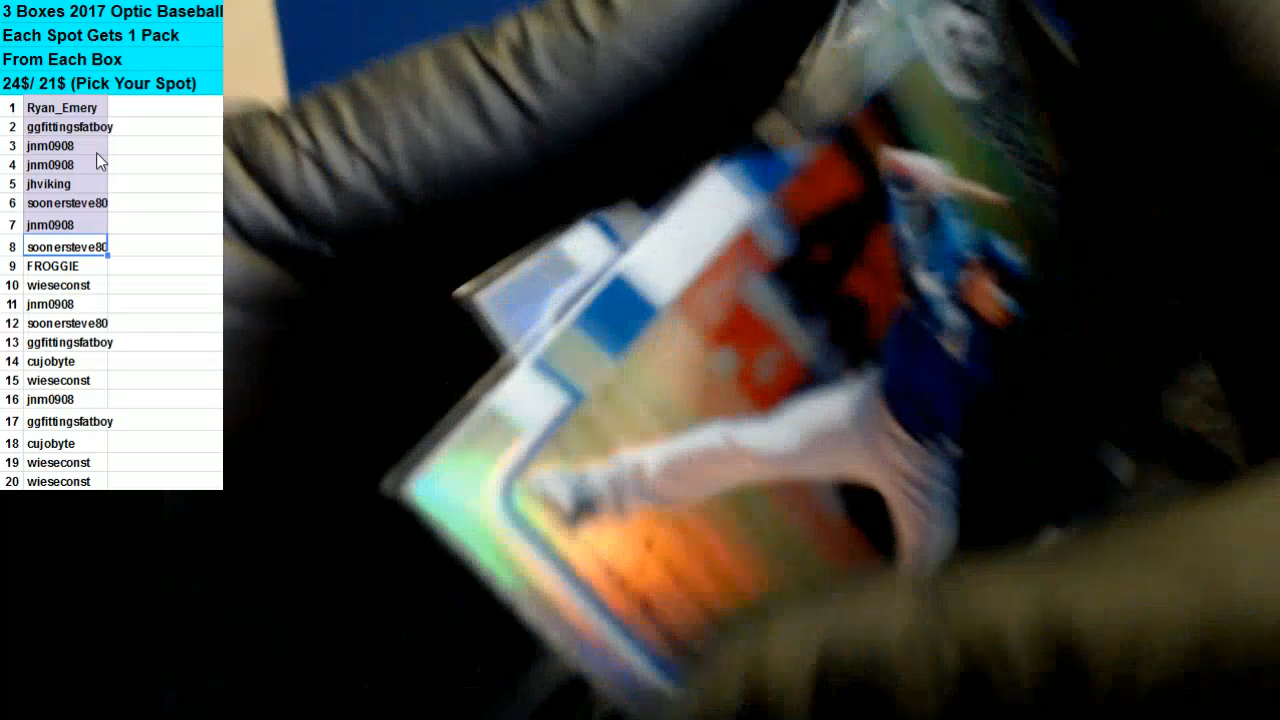 3 Boxes 2017 Optic Baseball
Each Spot Gets 1 Pack
From Each Box
24$/ 21$ (Pick Your Spot)
1 Ryan_Emery
2 ggfittingsfatboy
3 jnm0908
4 jnm0908
5 jhviking
6 soonersteve80
7 jnm0908
8 soonersteve80
9 FROGGIE
10 wieseconst
11 jnm0908
12 soonersteve80
13 ggfittingsfatboy
14 cujobyte
15 wieseconst
16 jnm0908
17 ggfittingsfatboy
18 cujobyte
19 wieseconst
20 wieseconst